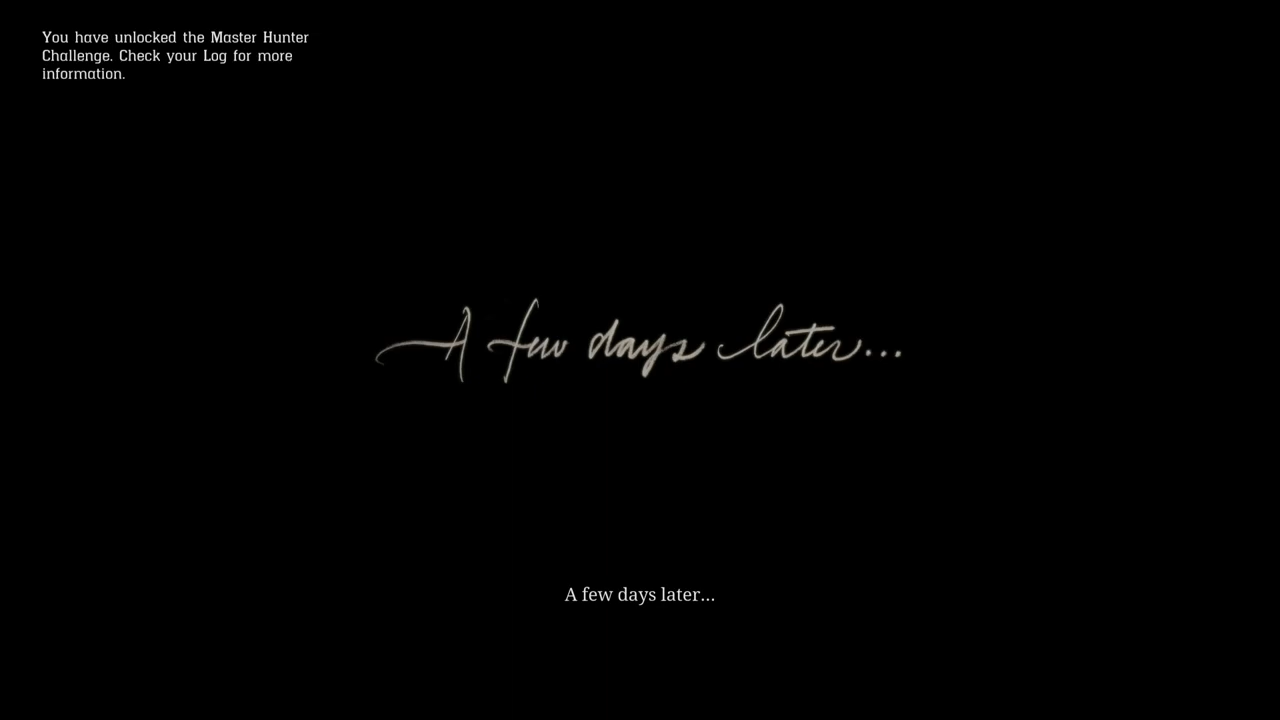 You have unlocked the Master Hunter
Challenge. Check your Log for more
information.
A few days later...
A few days later...